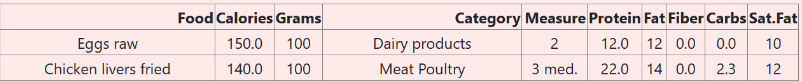 Food Calories Grams Category Measure Protein Fat Fiber Carbs Sat.Fat
Eggs raw 150.0 100 Dairy products 2 12.0 12 0.0 0.0 10
Chicken livers fried 140.0 100 Meat Poultry 3 med. 22.0 14 0.0 2.3 12